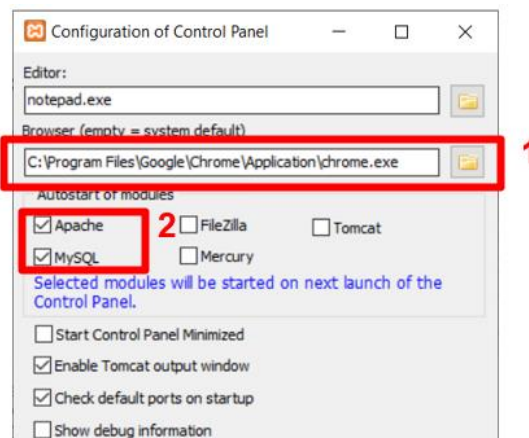 Configuration of Control Panel
Editor:
notepad.exe
Browser (empty = system default)
C:\Program Files\Google\Chrome\Application\chrome.exe
1
Autostart of modules
Apache 2 FileZilla Tomcat
MySQL Mercury
Selected modules will be started on next launch of the
Control Panel.
Start Control Panel Minimized
Enable Tomcat output window
Check default ports on startup
Show debug information